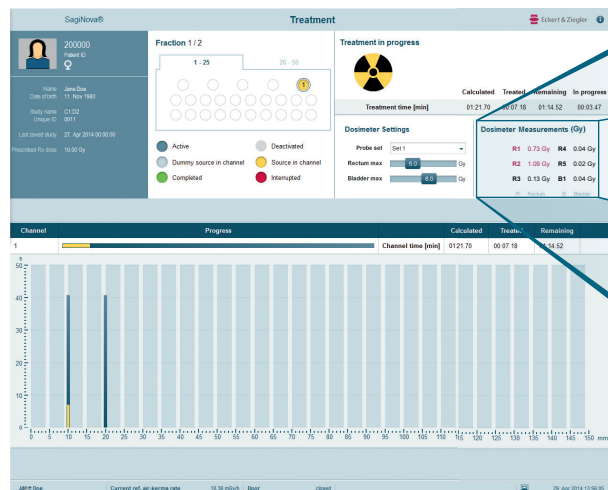 SagiNova®
Treatment
Eckert & Ziegler
200000
Patient ID
Name Jane Doe
Date of birth 11. Nov 1980
Study name C1:D2
Unique ID 0011
Last saved study 27. Apr 2014 00:00:00
Prescribed Rx dose 10.00 Gy
Fraction 1 / 2
1 - 25 26 - 50
1
Active Deactivated
Dummy source in channel Source in channel
Completed Interrupted
Treatment in progress
Calculated Treated Remaining In progress
Treatment time [min] 01:21.70 00:07.18 01:14.52 00:03.47
Dosimeter Settings
Probe set Set 1
Rectum max 6.0 Gy
Bladder max 8.0 Gy
Dosimeter Measurements (Gy)
R1 0.73 Gy R4 0.04 Gy
R2 1.09 Gy R5 0.02 Gy
R3 0.13 Gy B1 0.04 Gy
R Rectum B Bladder
Channel Progress Calculated Treated Remaining
1 Channel time [min] 01:21.70 00:07.18 01:14.52
s
50
40
30
20
10
0
0 5 10 15 20 25 30 35 40 45 50 55 60 65 70 75 80 85 90 95 100 105 110 115 120 125 130 135 140 145 150 mm
Current ref. air-kerma rate 18.36 mGy/h Door closed 29. Apr 2014 13:56:05